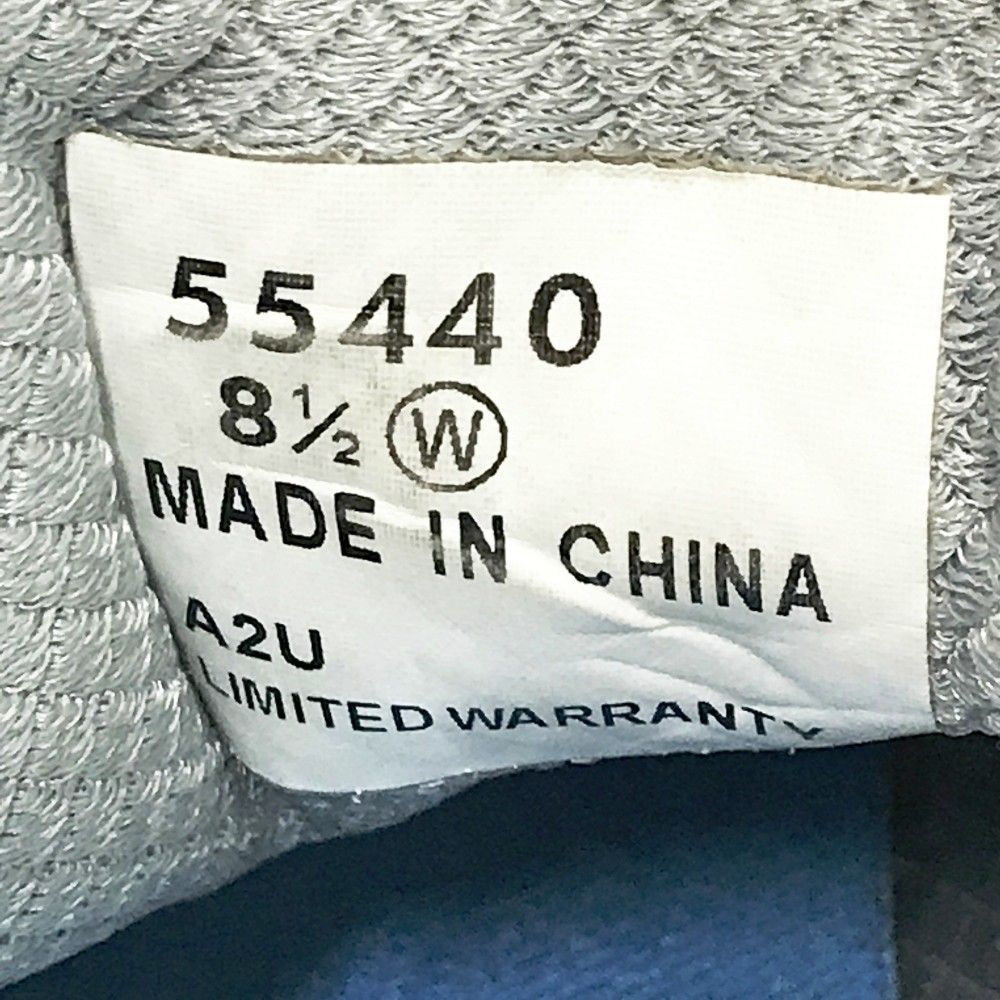 55440
8½ Ⓦ
MADE IN CHINA
A2U
LIMITED WARRANTY